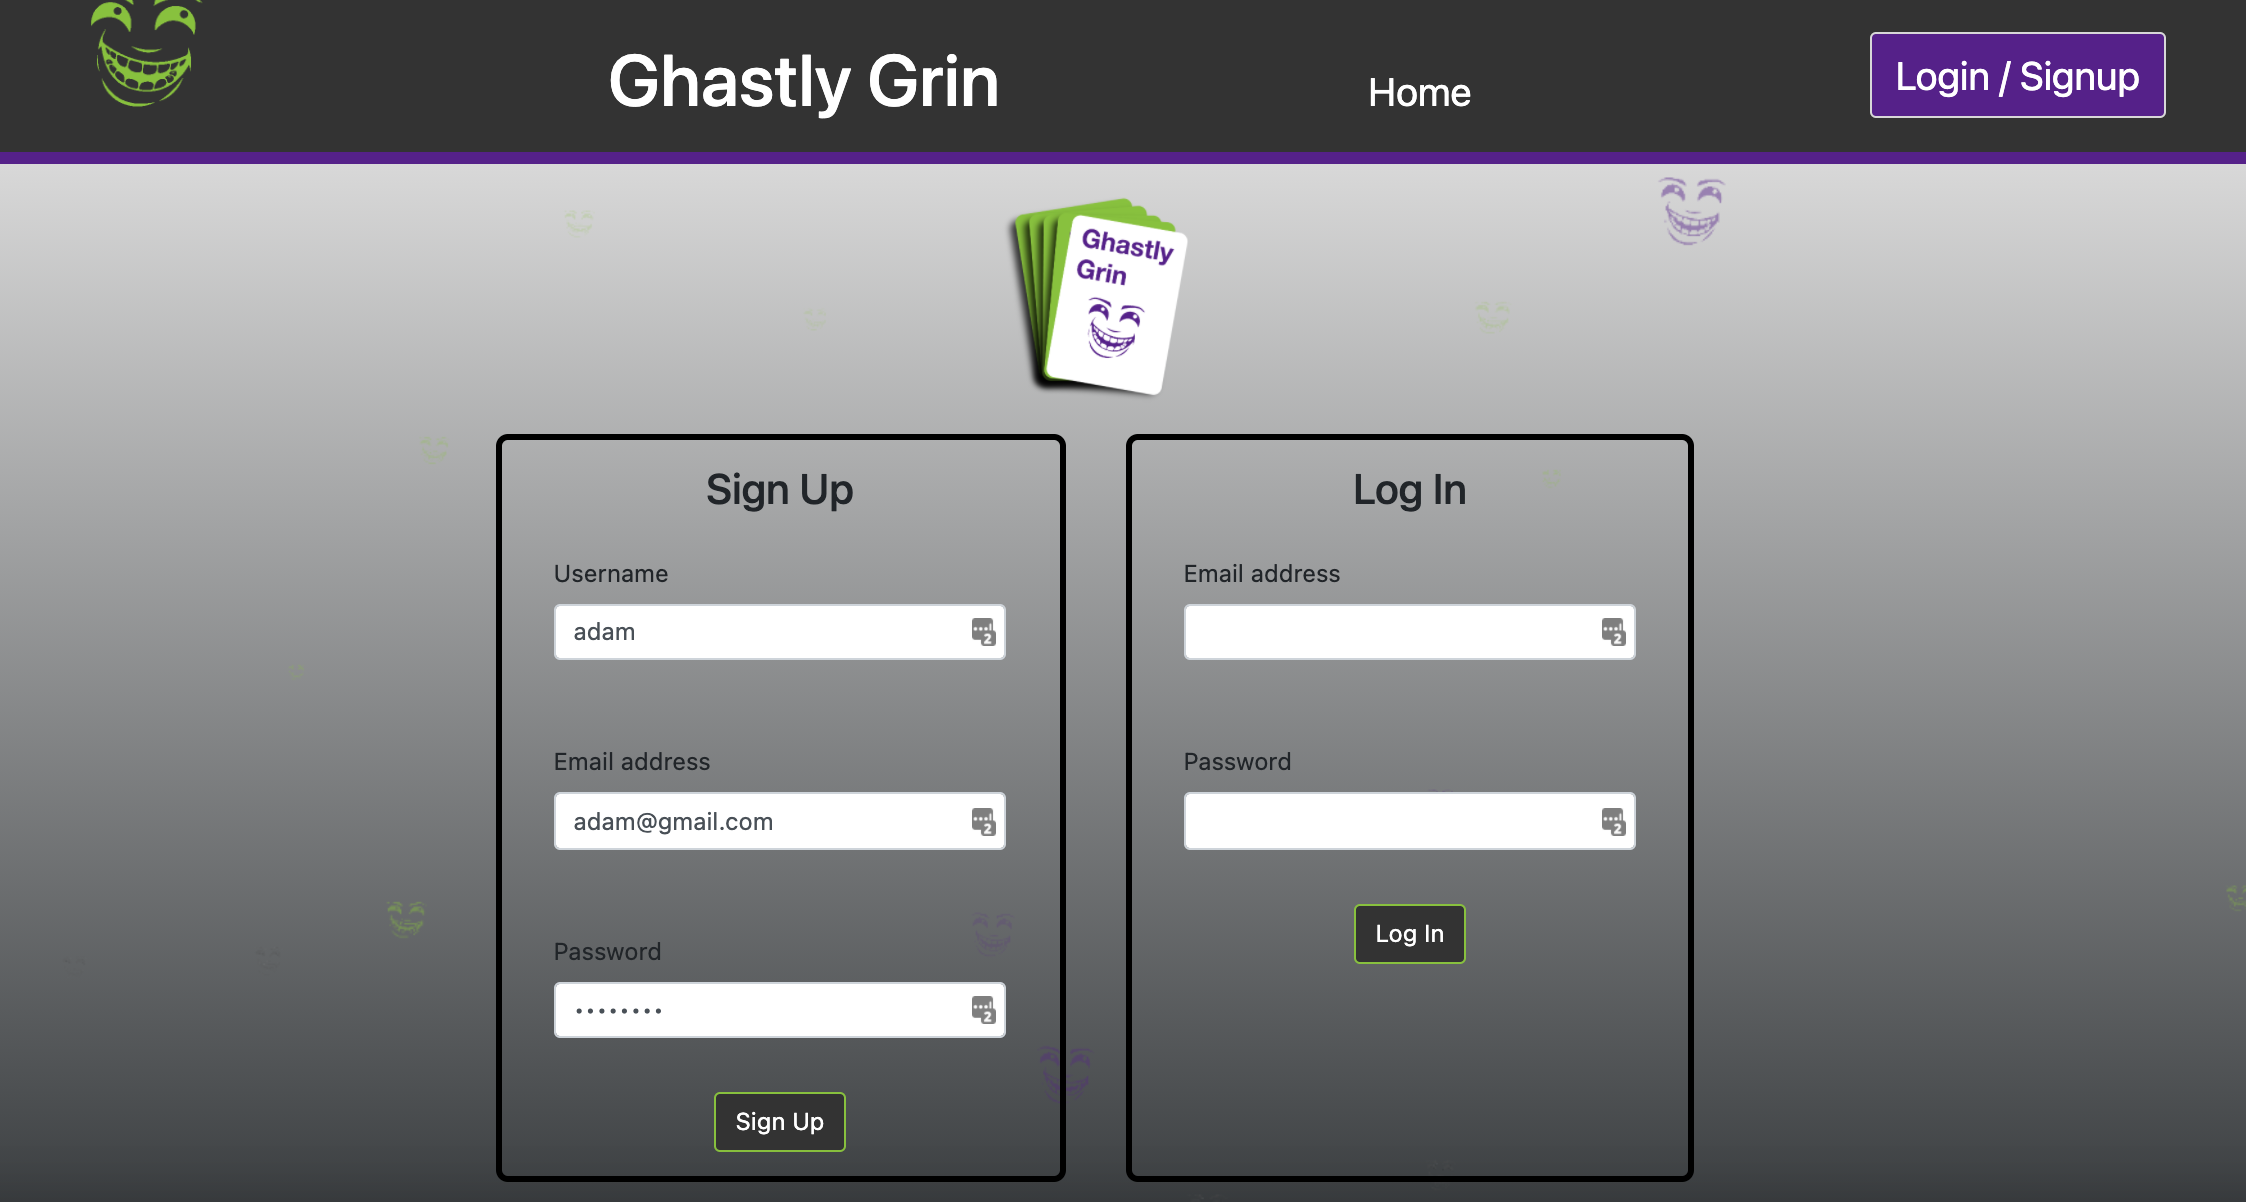 Ghastly Grin
Home
Login / Signup
Ghastly
Grin
Sign Up
Username
adam
Email address
adam@gmail.com
Password
••••••••
Sign Up
Log In
Email address
Password
Log In